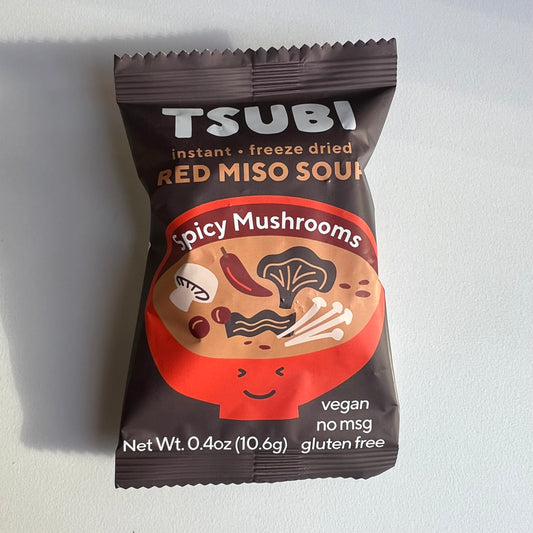 TSUBI
instant • freeze dried
RED MISO SOUP
Spicy Mushrooms
vegan
no msg
Net Wt. 0.4oz (10.6g) gluten free